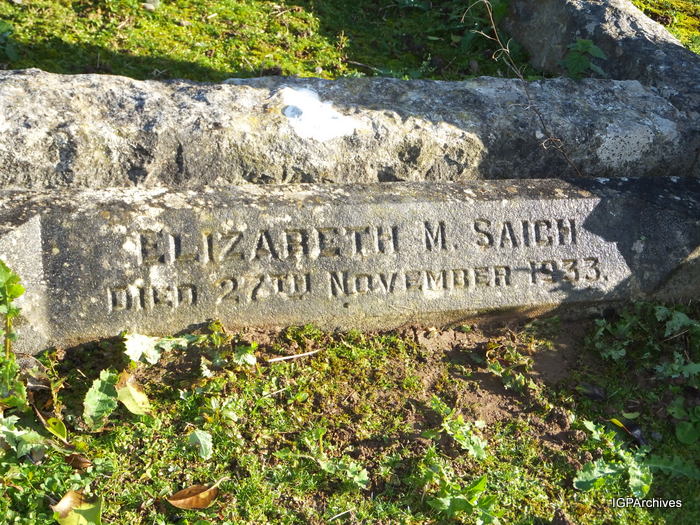 ELIZABETH M. SAIGH
DIED 27TH NOVEMBER 1933.
IGPArchives